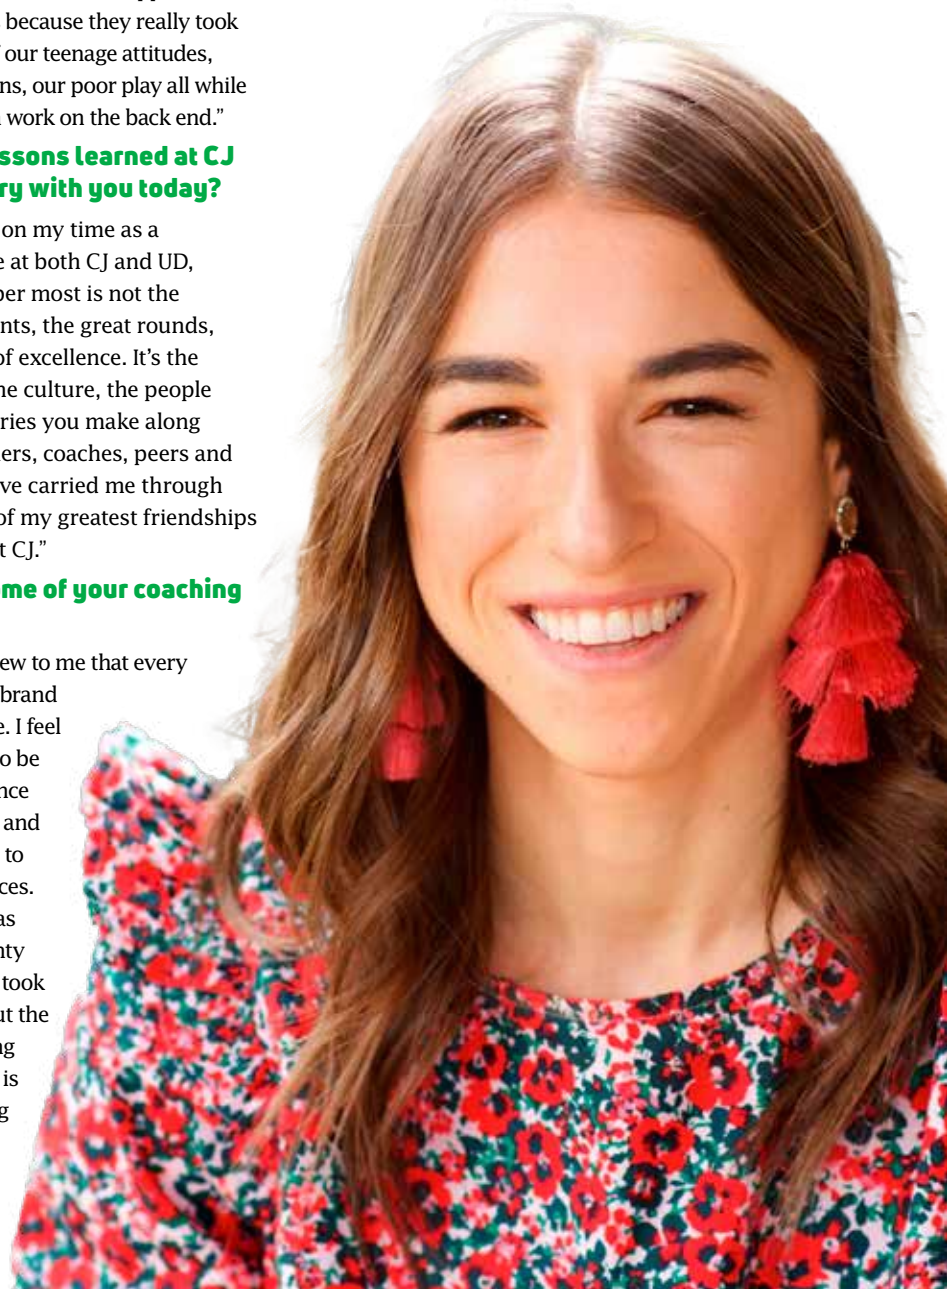 because they really took
our teenage attitudes,
ns, our poor play all while
work on the back end.”
ssons learned at CJ
ry with you today?
on my time as a
e at both CJ and UD,
ber most is not the
nts, the great rounds,
of excellence. It’s the
ne culture, the people
ries you make along
ers, coaches, peers and
ve carried me through
of my greatest friendships
t CJ.”
me of your coaching
ew to me that every
brand
e. I feel
o be
nce
and
to
ces.
as
nty
took
ut the
ng
is
g